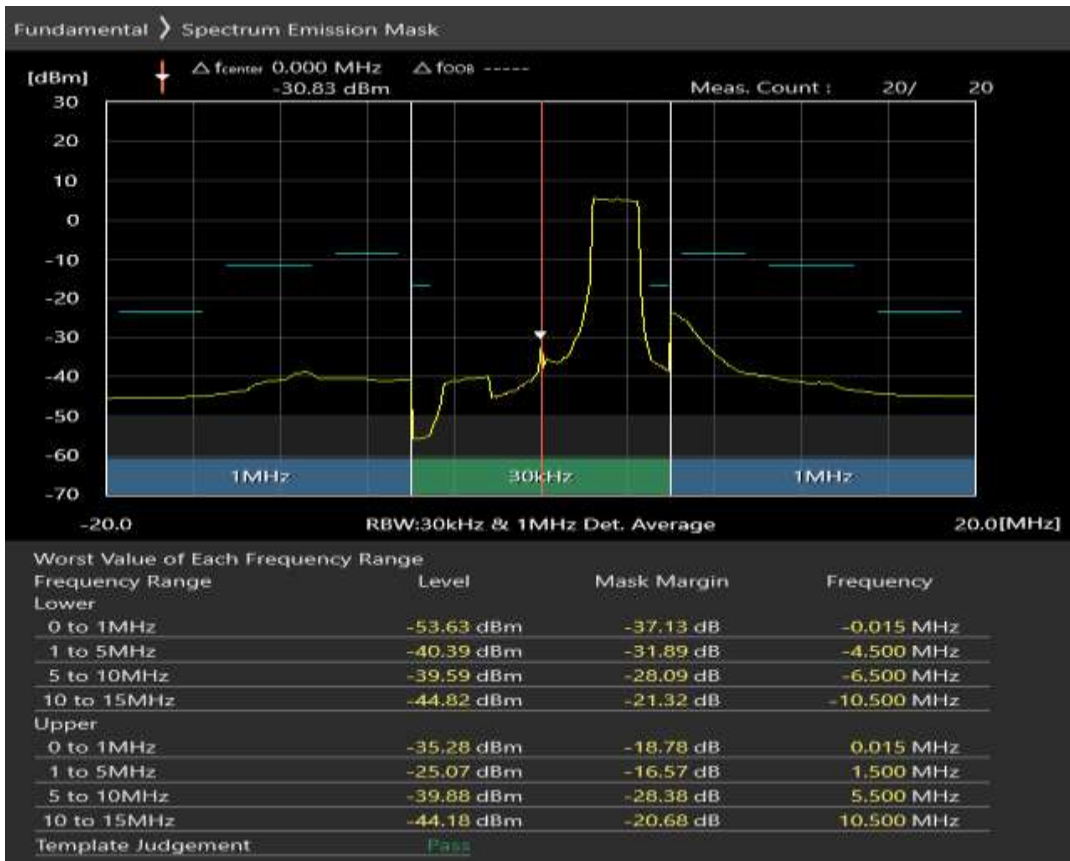 Fundamental 》 Spectrum Emission Mask
[dBm] △ fcenter 0.000 MHz △ fOOB -----
-30.83 dBm Meas. Count : 20/ 20
30
20
10
0
-10
-20
-30
-40
-50
-60
-70
1MHz 30kHz 1MHz
-20.0 RBW:30kHz & 1MHz Det. Average 20.0[MHz]
Worst Value of Each Frequency Range
Frequency Range Level Mask Margin Frequency
Lower
0 to 1MHz -53.63 dBm -37.13 dB -0.015 MHz
1 to 5MHz -40.39 dBm -31.89 dB -4.500 MHz
5 to 10MHz -39.59 dBm -28.09 dB -6.500 MHz
10 to 15MHz -44.82 dBm -21.32 dB -10.500 MHz
Upper
0 to 1MHz -35.28 dBm -18.78 dB 0.015 MHz
1 to 5MHz -25.07 dBm -16.57 dB 1.500 MHz
5 to 10MHz -39.88 dBm -28.38 dB 5.500 MHz
10 to 15MHz -44.18 dBm -20.68 dB 10.500 MHz
Template Judgement Pass